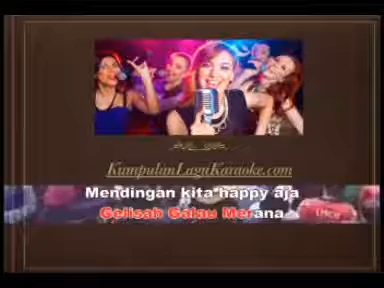 KumpulanLaguKaraoke.com
Mendingan kita happy aja
Gelisah Galau Merana